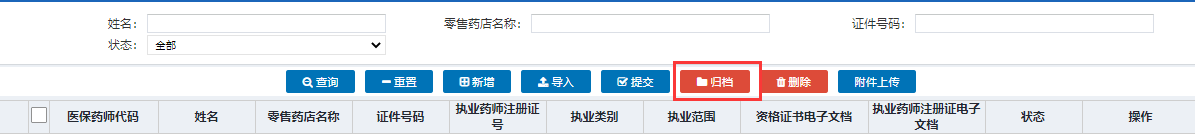 姓名： 零售药店名称： 证件号码：
状态： 全部
查询 重置 新增 导入 提交 归档 删除 附件上传
医保药师代码 姓名 零售药店名称 证件号码 执业药师注册证号 执业类别 执业范围 资格证书电子文档 执业药师注册证电子文档 状态 操作